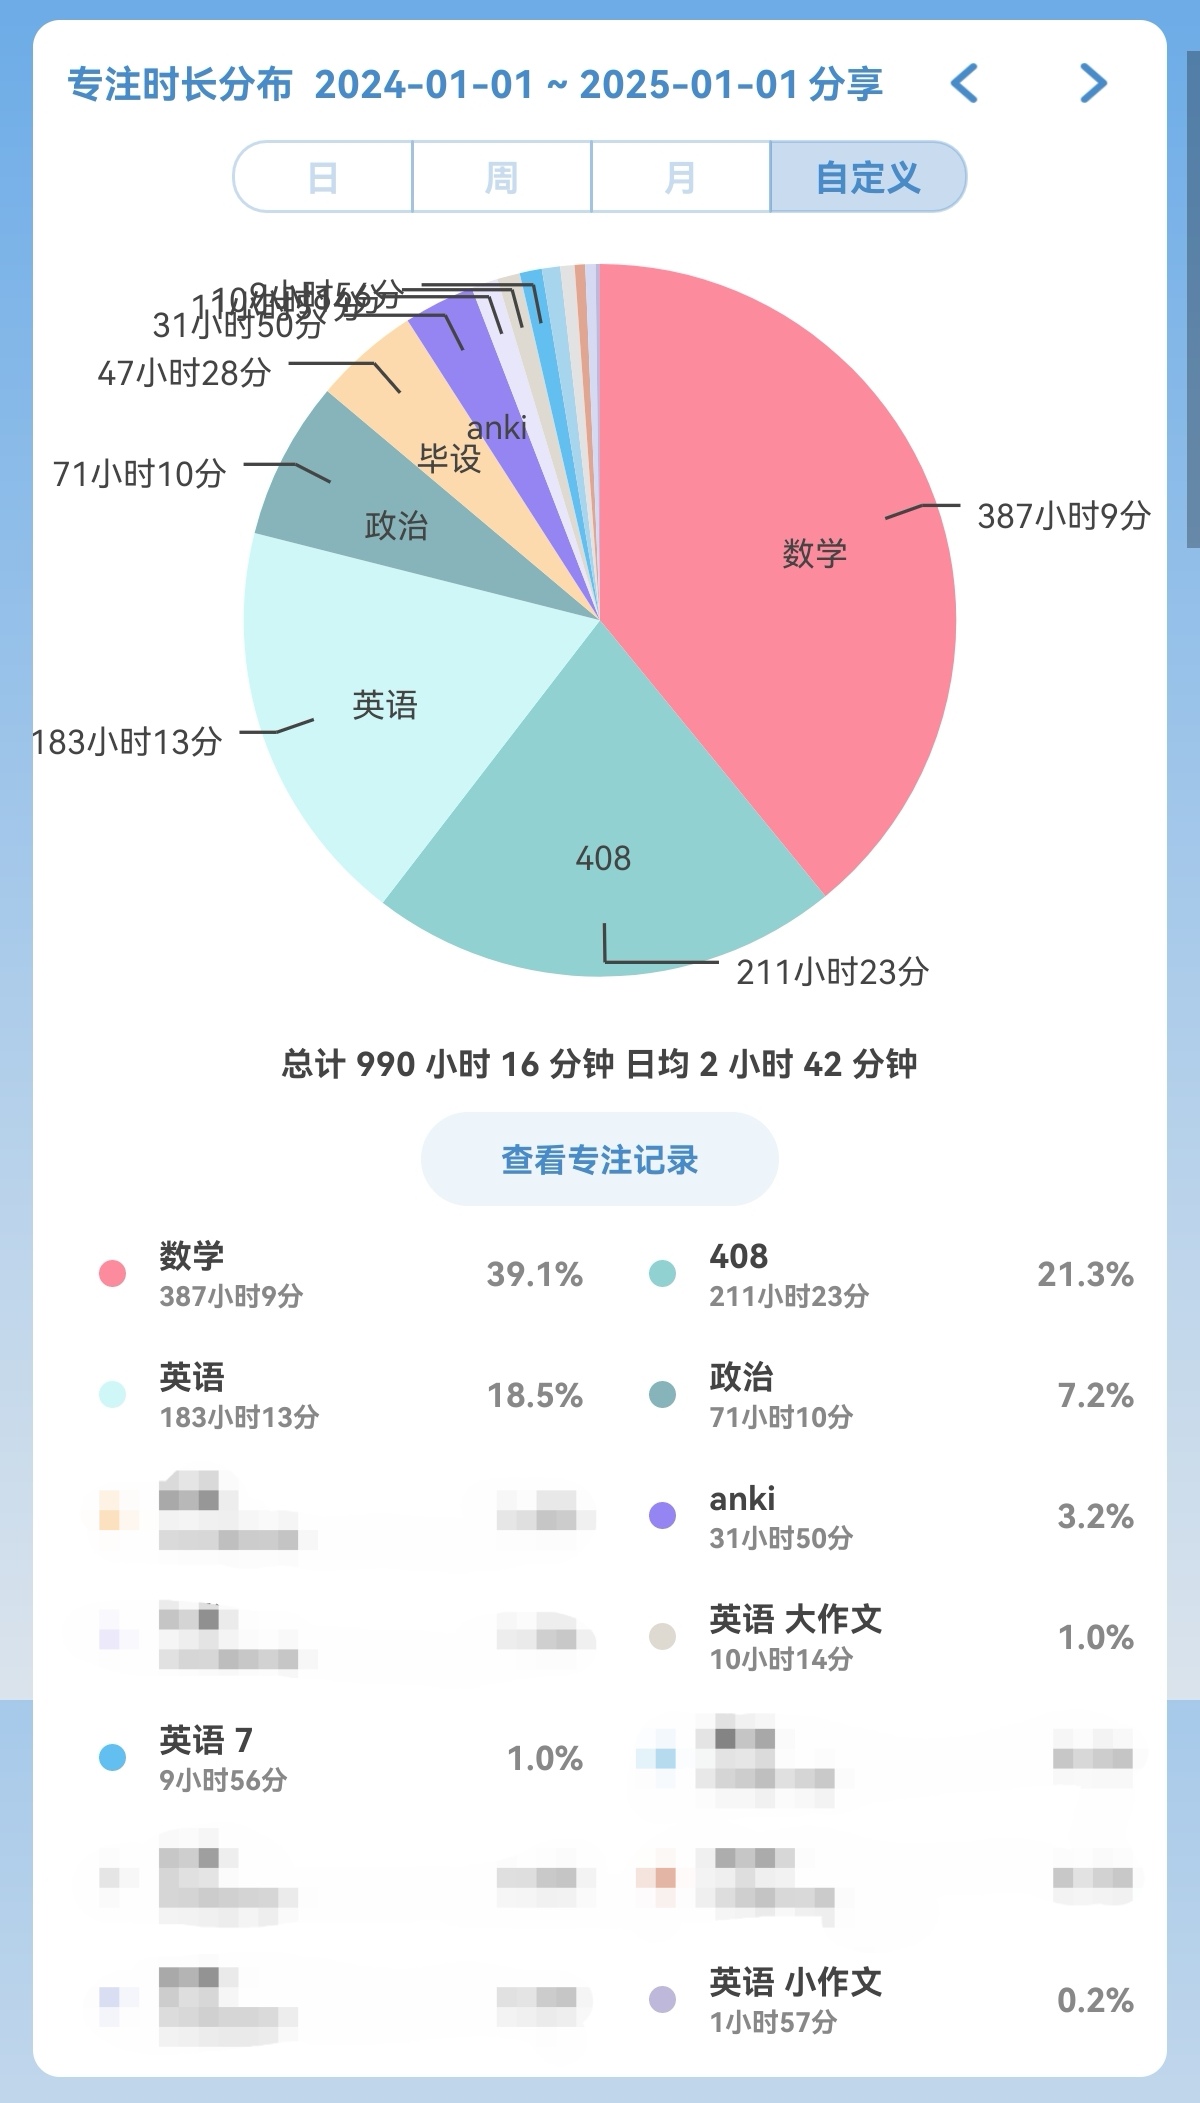 专注时长分布 2024-01-01 ~ 2025-01-01 分享
日 周 月 自定义
9小时56分
31小时50分
47小时28分
anki
毕设
71小时10分
政治
387小时9分
数学
英语
183小时13分
408
211小时23分
总计 990 小时 16 分钟 日均 2 小时 42 分钟
查看专注记录
数学 39.1% 408 21.3%
387小时9分 211小时23分
英语 18.5% 政治 7.2%
183小时13分 71小时10分
anki 3.2%
31小时50分
英语 大作文 1.0%
10小时14分
英语 7 1.0%
9小时56分
英语 小作文 0.2%
1小时57分